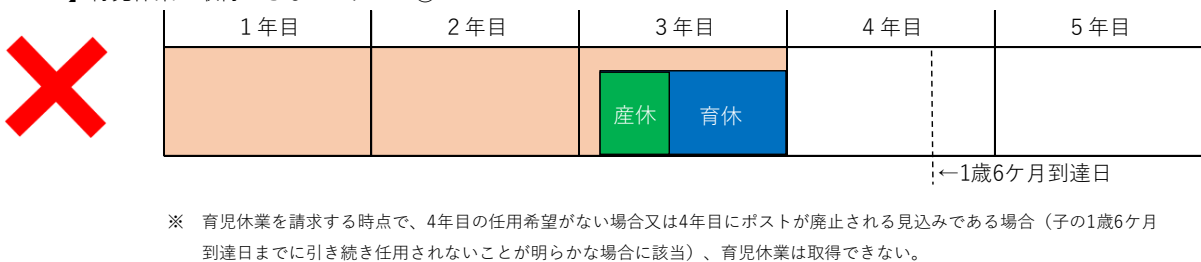 1年目 2年目 3年目 4年目 5年目
産休 育休
←1歳6ケ月到達日
※ 育児休業を請求する時点で、4年目の任用希望がない場合又は4年目にポストが廃止される見込みである場合（子の1歳6ケ月
到達日までに引き続き任用されないことが明らかな場合に該当）、育児休業は取得できない。